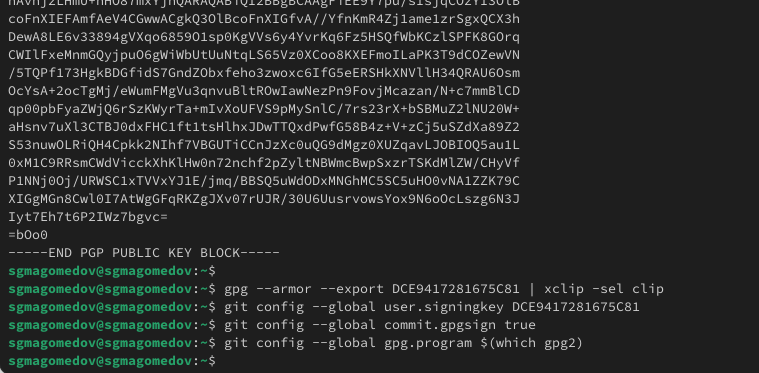 coFnXIEFAmfAeV4CGwwACgkQ3OlBcoFnXIGfvA//YfnKmR4Zj1ame1zrSgxQCX3h
DewA8LE6v33894gVXqo6859O1sp0KgVVs6y4YvrKq6Fz5HSQfWbKCzlSPFK8GOrq
CWIlFxeMnmGQyjpuO6gWiWbUtUuNtqLS65Vz0XCoo8KXEFmoILaPK3T9dCOZewVN
/5TQPf173HgkBDGfidS7GndZObxfeho3zwoxc6IfG5eERSHkXNVllH34QRAU6Osm
OcYsA+2ocTgMj/eWumFMgVu3qnvuBltROwIawNezPn9FovjMcazan/N+c7mmBlCD
qp00pbFyaZWjQ6rSzKWyrTa+mIvXoUFVS9pMySnlC/7rs23rX+bSBMuZ2lNU20W+
aHsnv7uXl3CTBJ0dxFHC1ft1tsHlhxJDwTTQxdPwfG58B4z+V+zCj5uSZdXa89Z2
S53nuwOLRiQH4Cpkk2NIhf7VBGUTiCCnJzXc0uQG9dMgz0XUZqavLJOBIOQ5au1L
0xM1C9RRsmCWdVicckXhKlHw0n72nchf2pZyltNBWmcBwpSxzrTSKdMlZW/CHyVf
P1NNj0Oj/URWSC1xTVVxYJ1E/jmq/BBSQ5uWdODxMNGhMC5SC5uHO0vNA1ZZK79C
XIGgMGn8Cwl0I7AtWgGFqRKZgJXv07rUJR/30U6UusrvowsYox9N6oOcLszg6N3J
Iyt7Eh7t6P2IWz7bgvc=
=bOo0
-----END PGP PUBLIC KEY BLOCK-----
sgmagomedov@sgmagomedov:~$
sgmagomedov@sgmagomedov:~$ gpg --armor --export DCE9417281675C81 | xclip -sel clip
sgmagomedov@sgmagomedov:~$ git config --global user.signingkey DCE9417281675C81
sgmagomedov@sgmagomedov:~$ git config --global commit.gpgsign true
sgmagomedov@sgmagomedov:~$ git config --global gpg.program $(which gpg2)
sgmagomedov@sgmagomedov:~$